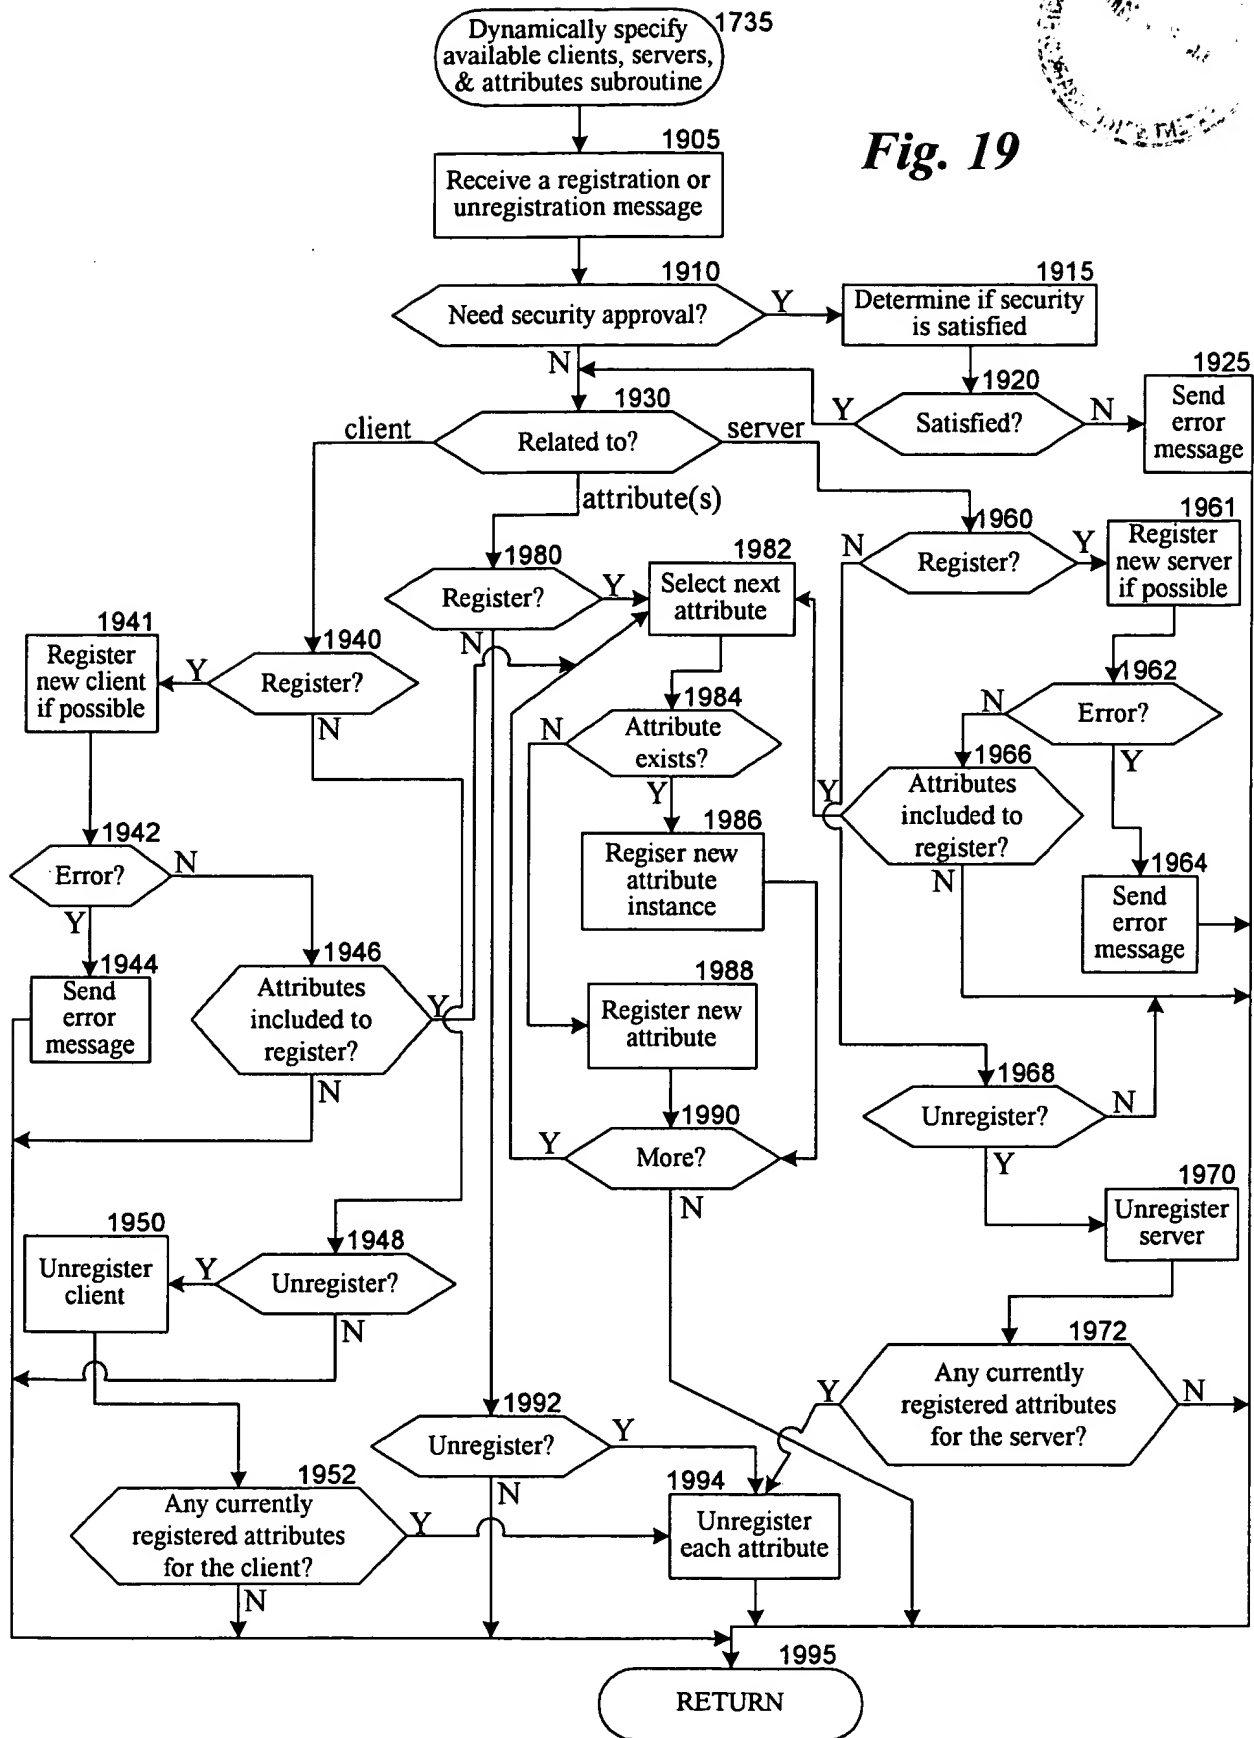 Dynamically specify
available clients, servers,
& attributes subroutine
1735
Fig. 19
1905
Receive a registration or
unregistration message
1910
Need security approval?
Y
N
1915
Determine if security
is satisfied
1920
Satisfied?
Y
N
1925
Send
error
message
1930
Related to?
client
server
attribute(s)
1960
Register?
N
Y
1961
Register
new server
if possible
1980
Register?
Y
N
1982
Select next
attribute
1941
Register
new client
if possible
1940
Register?
Y
N
1962
Error?
N
Y
1984
Attribute
exists?
N
Y
1966
Attributes
included to
register?
Y
N
1986
Regiser new
attribute
instance
1942
Error?
N
Y
1964
Send
error
message
1944
Send
error
message
1946
Attributes
included to
register?
Y
N
1988
Register new
attribute
1968
Unregister?
N
Y
1990
More?
Y
N
1970
Unregister
server
1950
Unregister
client
1948
Unregister?
Y
N
1972
Any currently
registered attributes
for the server?
Y
N
1992
Unregister?
Y
N
1952
Any currently
registered attributes
for the client?
Y
N
1994
Unregister
each attribute
1995
RETURN